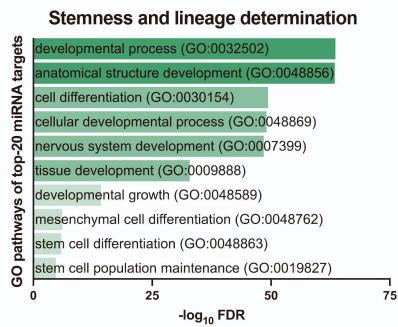 Stemness and lineage determination
GO pathways of top-20 miRNA targets
developmental process (GO:0032502)
anatomical structure development (GO:0048856)
cell differentiation (GO:0030154)
cellular developmental process (GO:0048869)
nervous system development (GO:0007399)
tissue development (GO:0009888)
developmental growth (GO:0048589)
mesenchymal cell differentiation (GO:0048762)
stem cell differentiation (GO:0048863)
stem cell population maintenance (GO:0019827)
0 25 50 75
-log₁₀ FDR